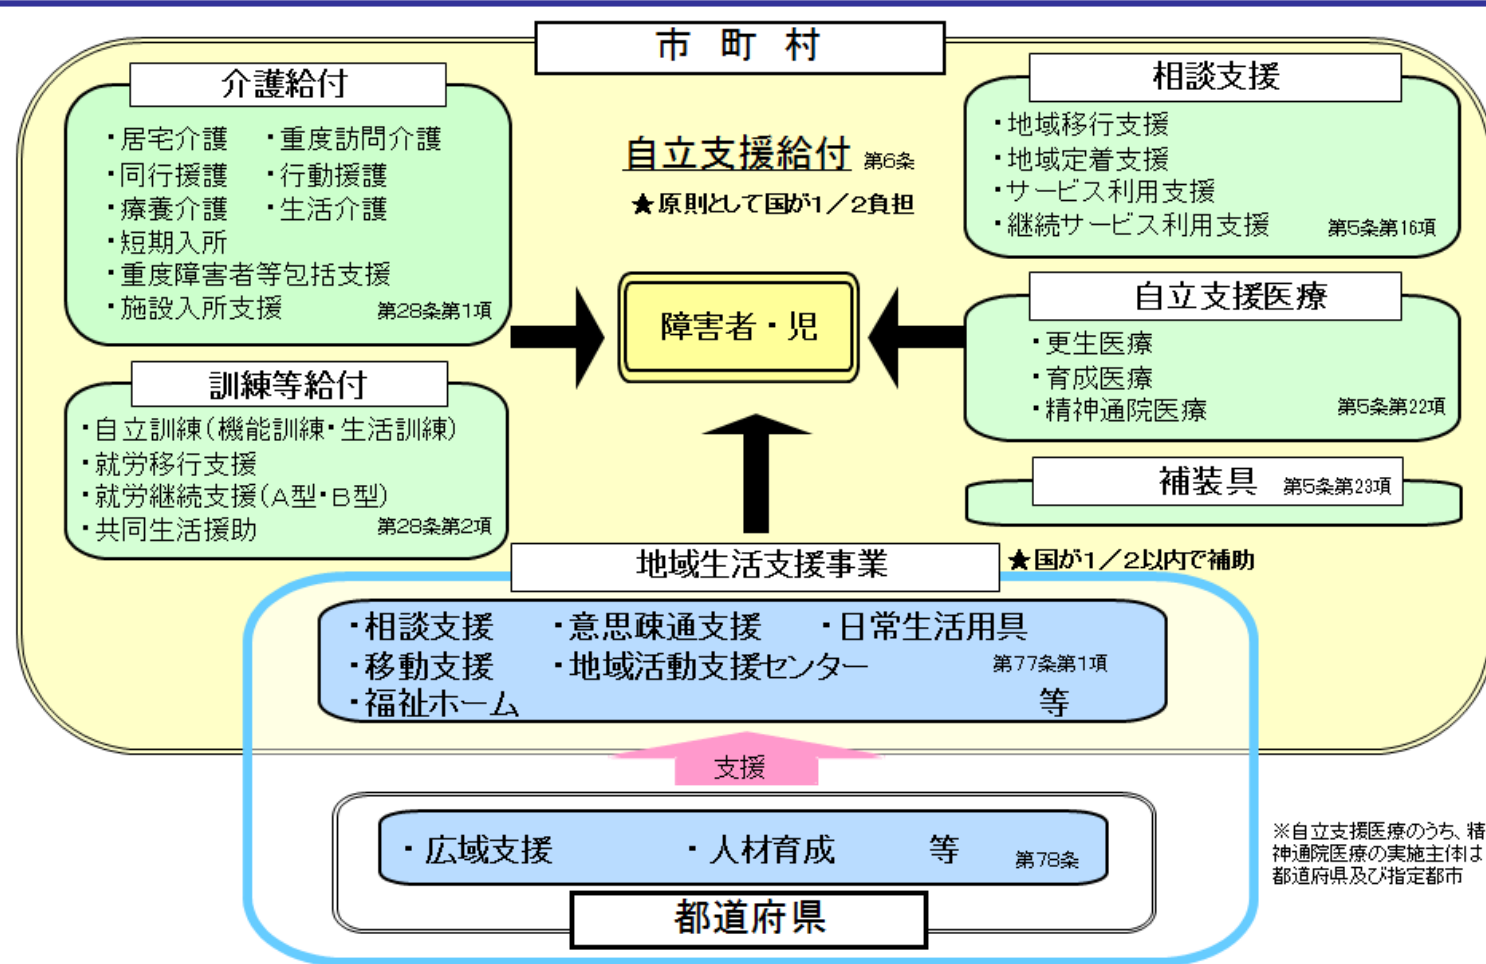 市 町 村
介護給付
・居宅介護 ・重度訪問介護
・同行援護 ・行動援護
・療養介護 ・生活介護
・短期入所
・重度障害者等包括支援
・施設入所支援 第28条第1項
訓練等給付
・自立訓練(機能訓練・生活訓練)
・就労移行支援
・就労継続支援(A型・B型)
・共同生活援助 第28条第2項
自立支援給付 第6条
★原則として国が1/2負担
障害者・児
相談支援
・地域移行支援
・地域定着支援
・サービス利用支援
・継続サービス利用支援 第5条第16項
自立支援医療
・更生医療
・育成医療
・精神通院医療 第5条第22項
補装具 第5条第23項
地域生活支援事業 ★国が1/2以内で補助
・相談支援 ・意思疎通支援 ・日常生活用具
・移動支援 ・地域活動支援センター 第77条第1項
・福祉ホーム 等
支援
・広域支援 ・人材育成 等 第78条
都道府県
※自立支援医療のうち、精
神通院医療の実施主体は
都道府県及び指定都市